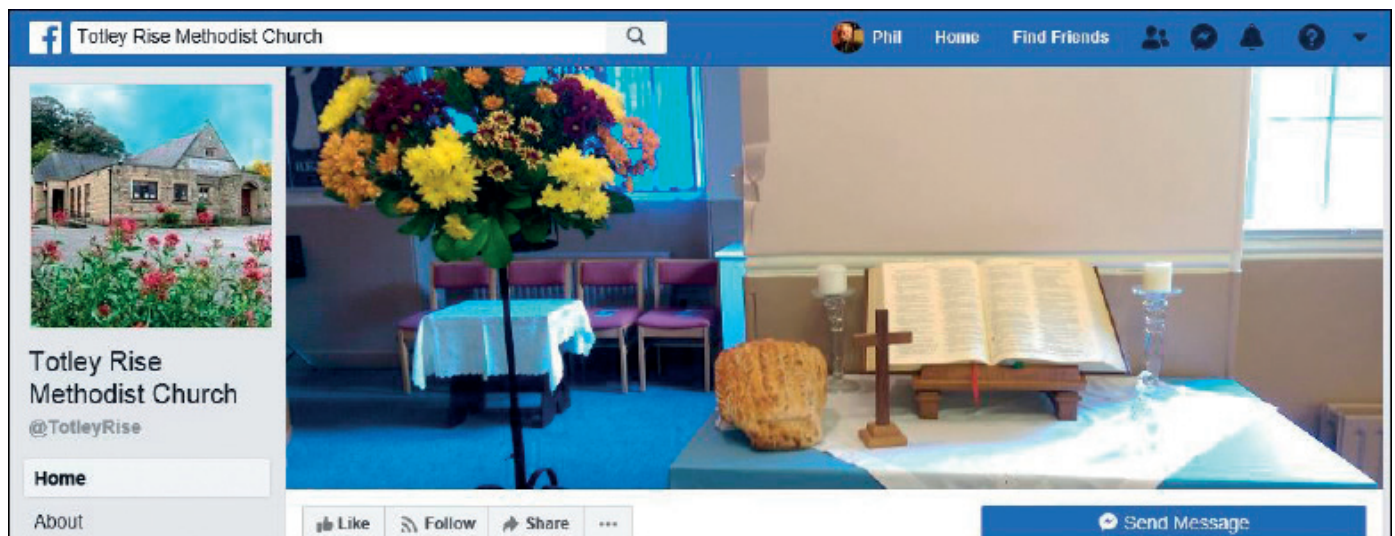 Totley Rise Methodist Church
Phil Home Find Friends
Totley Rise
Methodist Church
@TotleyRise
Home
About
Like Follow Share ...
Send Message